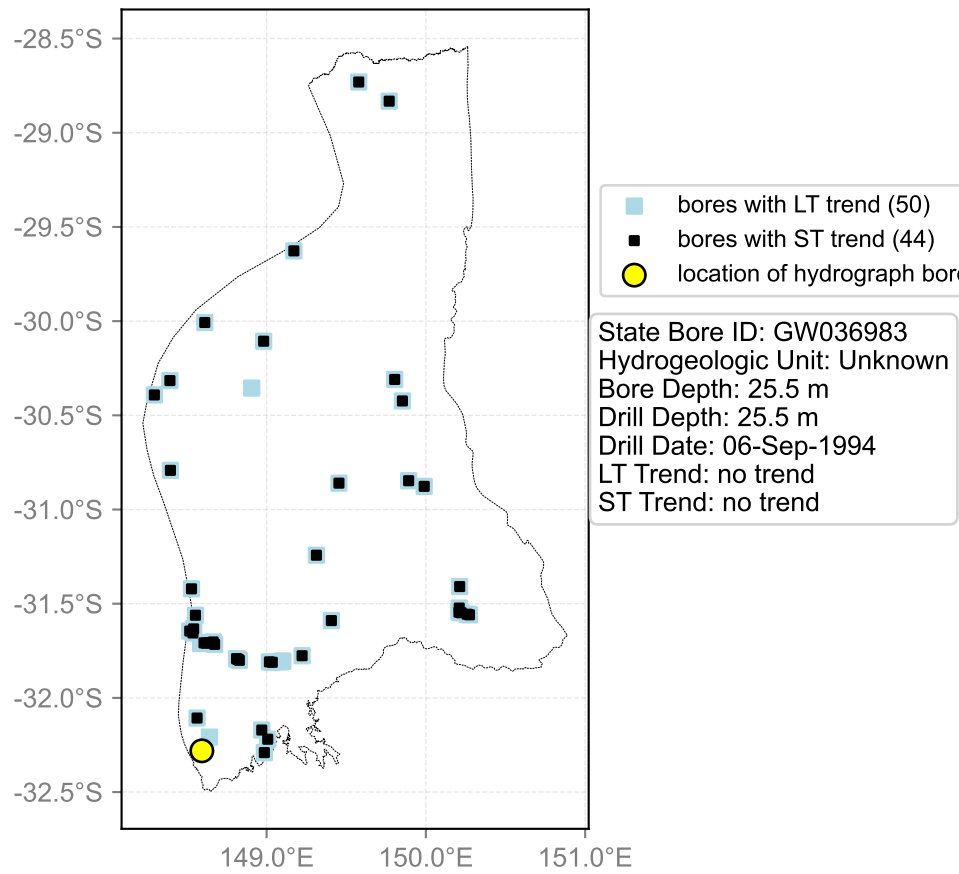 -28.5°S
-29.0°S
-29.5°S
-30.0°S
-30.5°S
-31.0°S
-31.5°S
-32.0°S
-32.5°S
149.0°E
150.0°E
151.0°E
bores with LT trend (50)
bores with ST trend (44)
location of hydrograph bore
State Bore ID: GW036983
Hydrogeologic Unit: Unknown
Bore Depth: 25.5 m
Drill Depth: 25.5 m
Drill Date: 06-Sep-1994
LT Trend: no trend
ST Trend: no trend